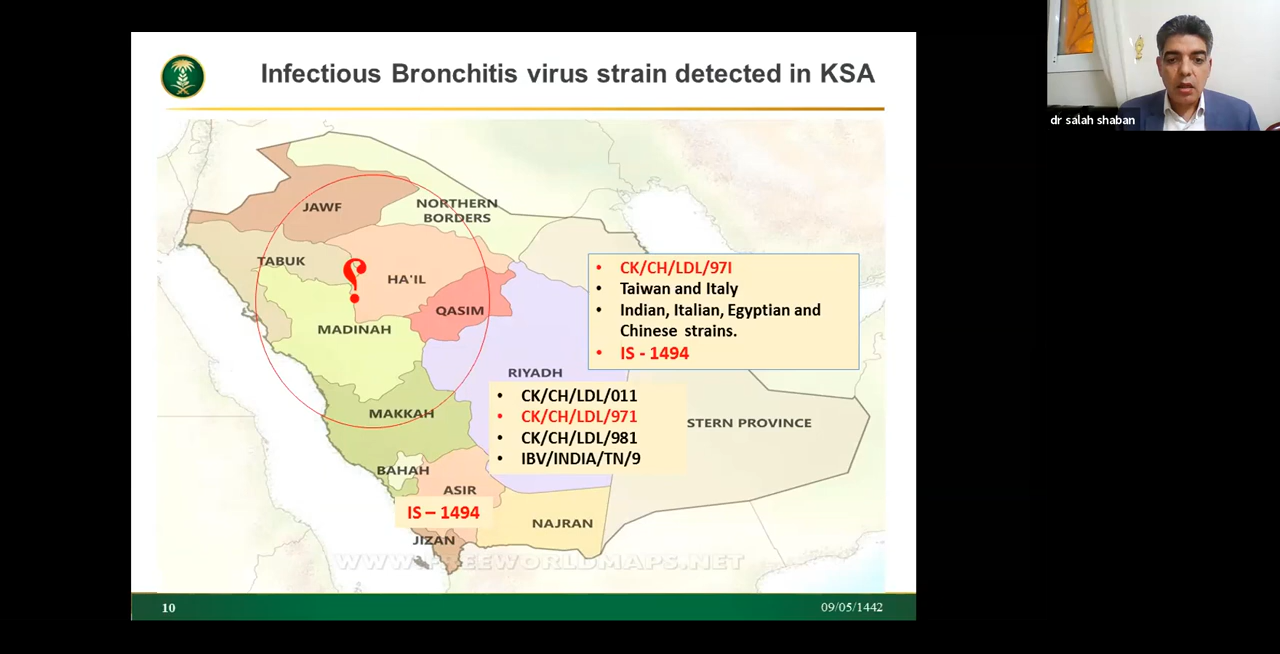 Infectious Bronchitis virus strain detected in KSA
dr salah shaban
JAWF
NORTHERN
BORDERS
TABUK
HA'IL
؟
QASIM
MADINAH
• CK/CH/LDL/97I
• Taiwan and Italy
• Indian, Italian, Egyptian and
Chinese strains.
• IS - 1494
RIYADH
MAKKAH
• CK/CH/LDL/011
• CK/CH/LDL/971
• CK/CH/LDL/981
• IBV/INDIA/TN/9
STERN PROVINCE
BAHAH
ASIR
IS – 1494
NAJRAN
JIZAN
WWW.FREEWORLDMAPS.NET
10
09/05/1442